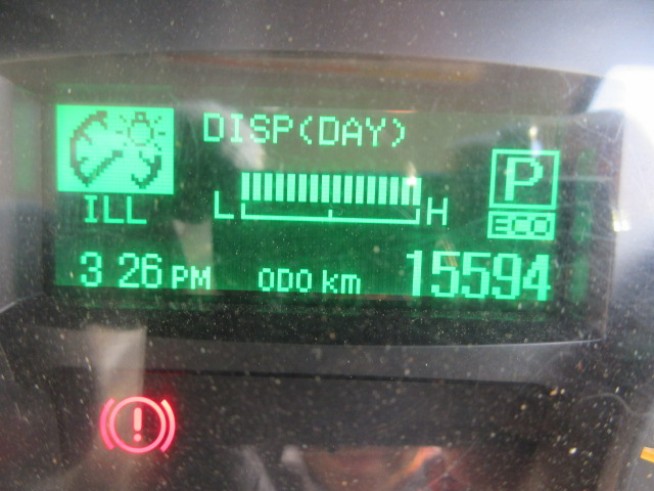 DISP(DAY)
P
ILL
L H
ECO
3 26 PM ODO km 15594
!